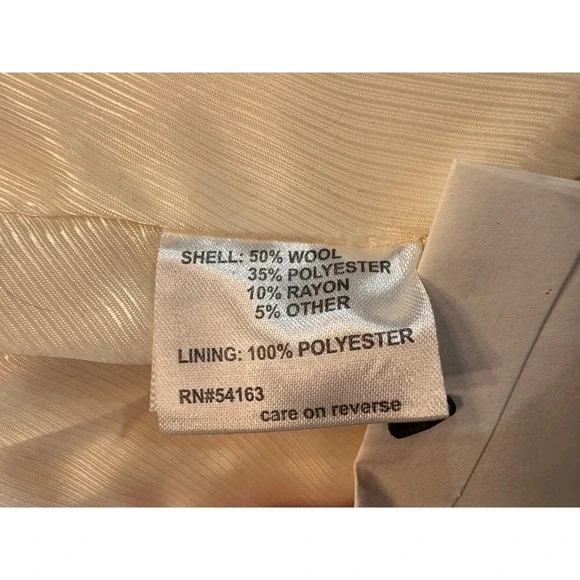 SHELL: 50% WOOL
35% POLYESTER
10% RAYON
5% OTHER
LINING: 100% POLYESTER
RN#54163
care on reverse